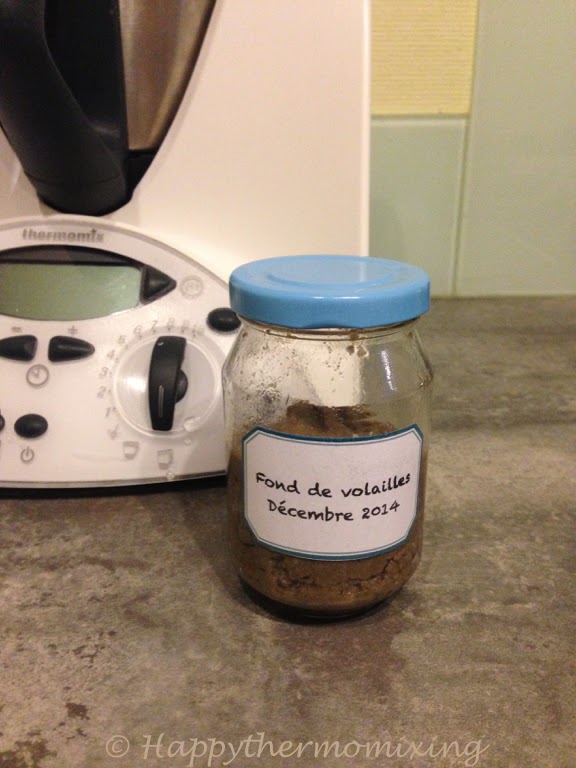 thermomix
Fond de volailles
Décembre 2014
© Happythermomixing